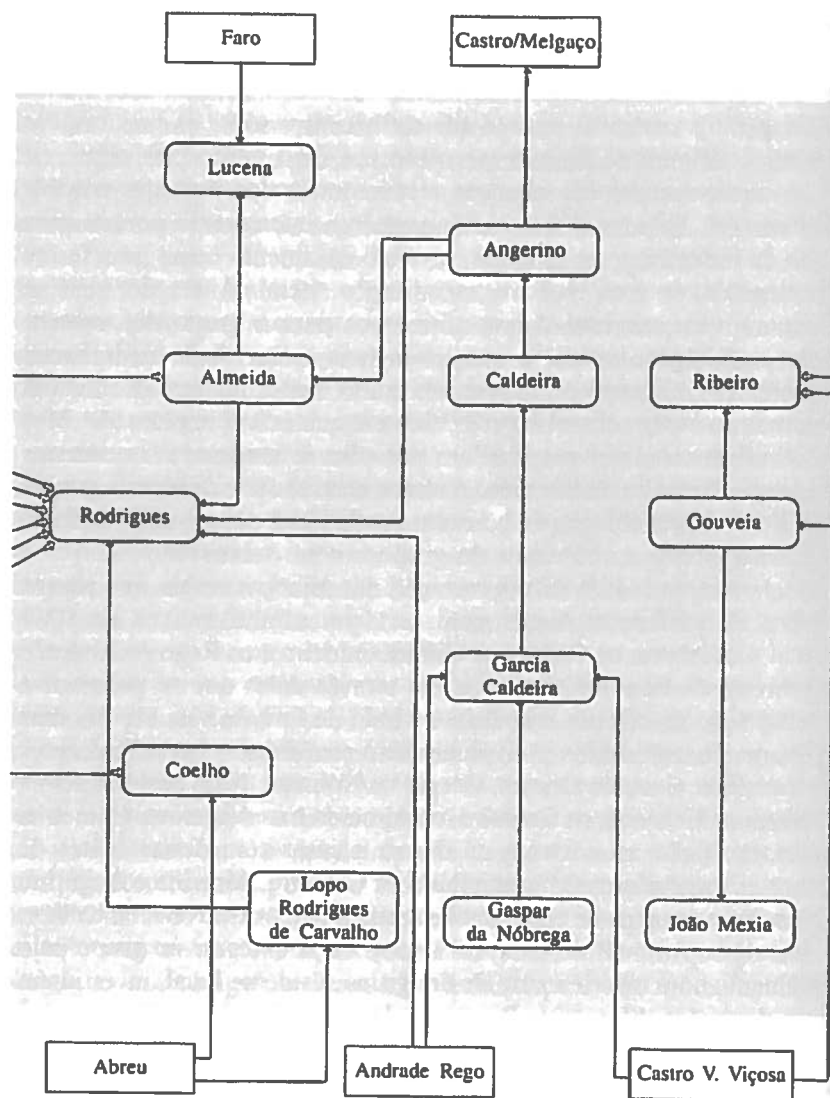 Faro
Castro/Melgaço
Lucena
Angerino
Almeida
Caldeira
Ribeiro
Rodrigues
Gouveia
Garcia
Caldeira
Coelho
Lopo
Rodrigues
de Carvalho
Gaspar
da Nóbrega
João Mexia
Abreu
Andrade Rego
Castro V. Viçosa